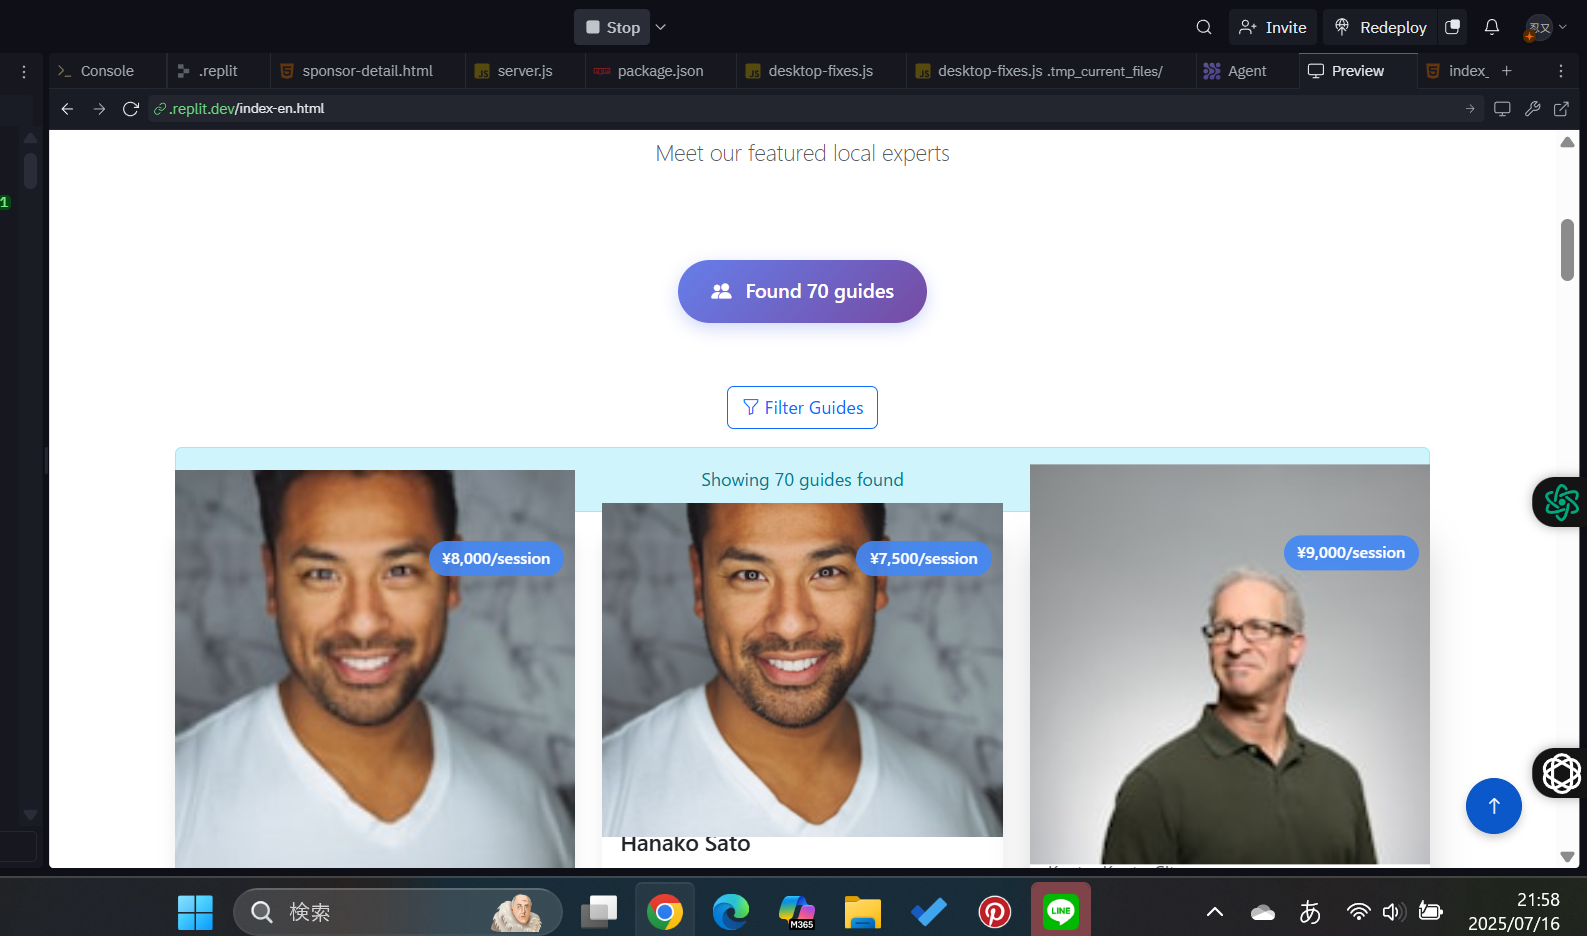 Stop
Invite
Redeploy
Console
.replit
sponsor-detail.html
server.js
package.json
desktop-fixes.js
desktop-fixes.js .tmp_current_files/
Agent
Preview
index_
.replit.dev/index-en.html
1
Meet our featured local experts
Found 70 guides
Filter Guides
Showing 70 guides found
¥8,000/session
¥7,500/session
¥9,000/session
Hanako Sato
検索
M365
LINE
あ
21:58
2025/07/16